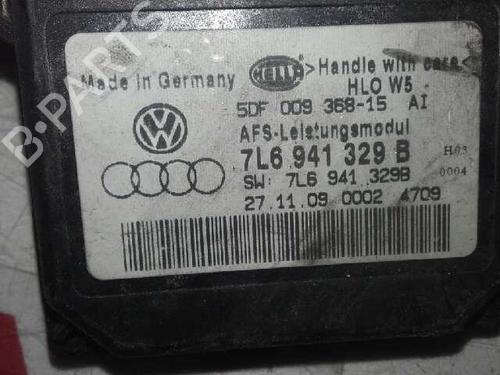 B-PARTS
Made in Germany
HELLA
>Handle with care<
HLO W5
5DF 009 368-15 AI
AFS-Leistungsmodul
7L6 941 329 B H03
SW: 7L6 941 329B 0004
27.11.09 0002 4709